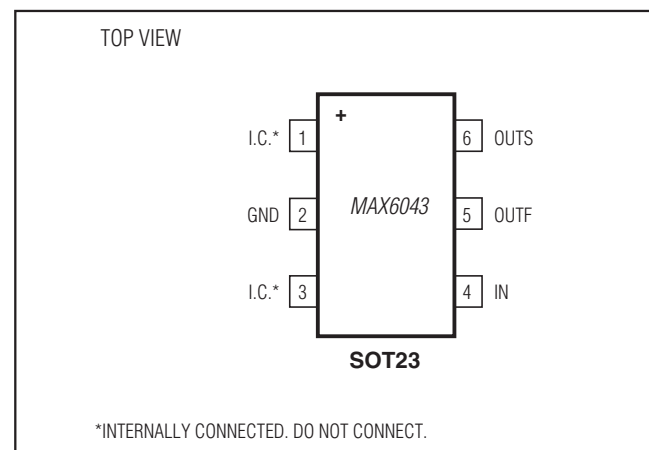 TOP VIEW
+
I.C.* 1 6 OUTS
GND 2 MAX6043 5 OUTF
I.C.* 3 4 IN
SOT23
*INTERNALLY CONNECTED. DO NOT CONNECT.